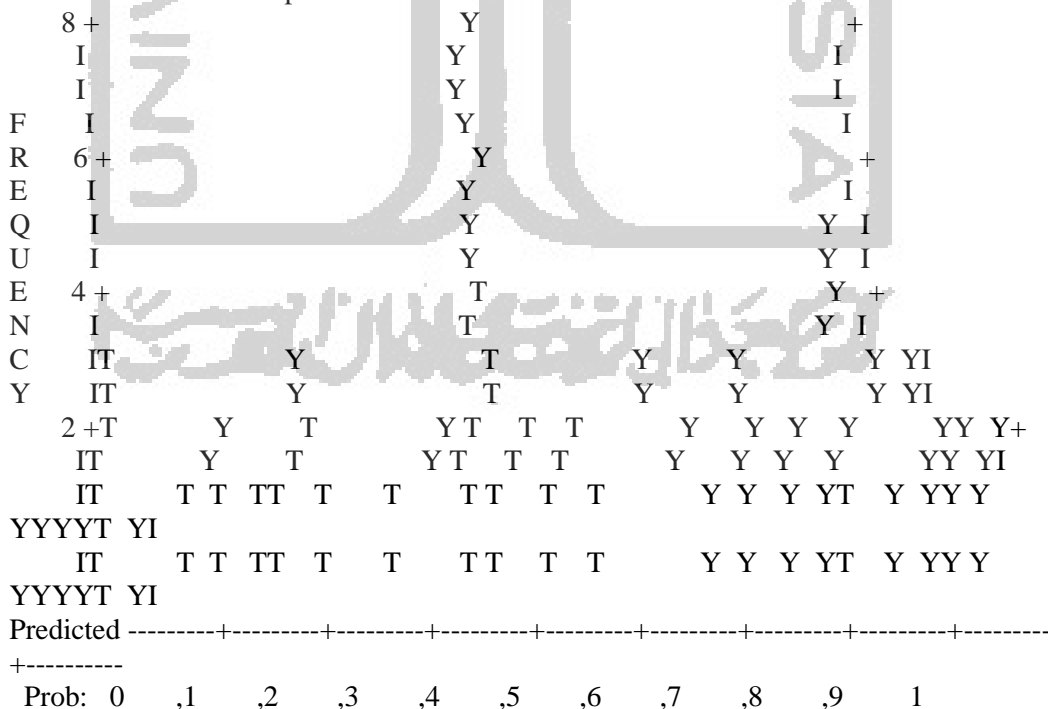 8 + Y +
I Y I
I Y I
F I Y I
R 6 + Y +
E I Y I
Q I Y Y I
U I Y Y I
E 4 + T Y +
N I T Y I
C IT Y T Y Y Y YI
Y IT Y T Y Y Y YI
2 +T Y T Y T T T Y Y Y Y YY Y+
IT Y T Y T T T Y Y Y Y YY YI
IT T T TT T T T T T T Y Y Y YT Y YY Y
YYYYT YI
IT T T TT T T T T T T Y Y Y YT Y YY Y
YYYYT YI
Predicted ---------+---------+---------+---------+---------+---------+---------+---------+---------+---------
+----------
Prob: 0 ,1 ,2 ,3 ,4 ,5 ,6 ,7 ,8 ,9 1